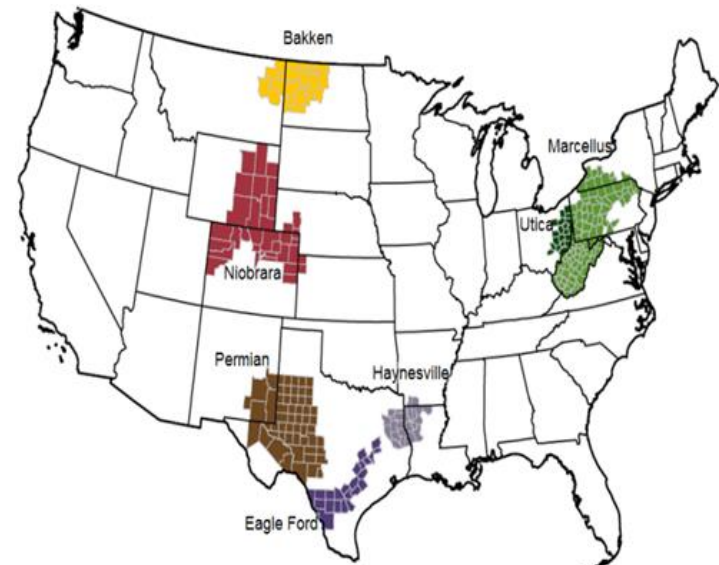 Bakken
Marcellus
Utica
Niobrara
Permian
Haynesville
Eagle Ford